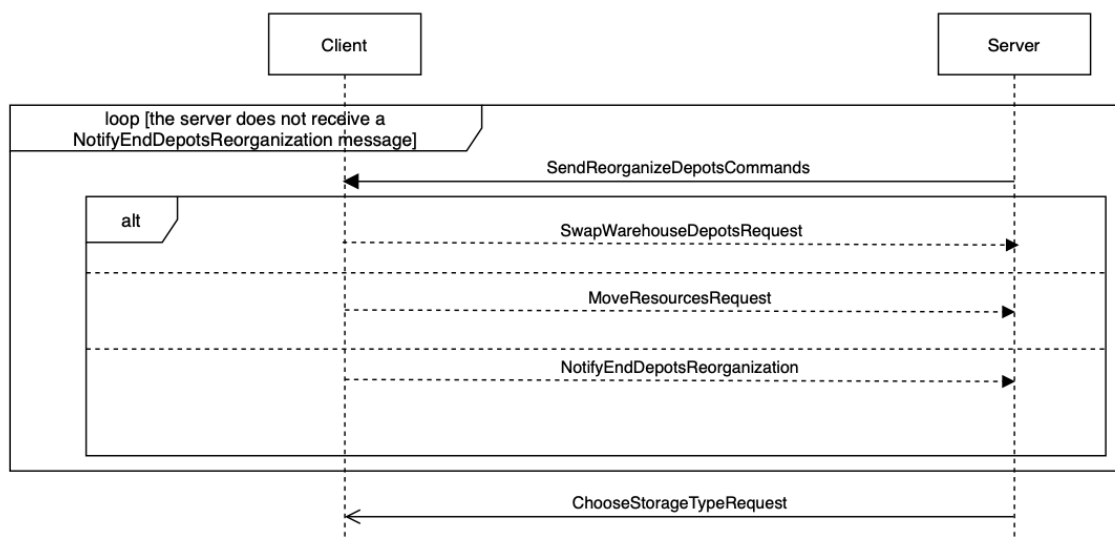 Client
Server
loop [the server does not receive a
NotifyEndDepotsReorganization message]
SendReorganizeDepotsCommands
alt
SwapWarehouseDepotsRequest
MoveResourcesRequest
NotifyEndDepotsReorganization
ChooseStorageTypeRequest